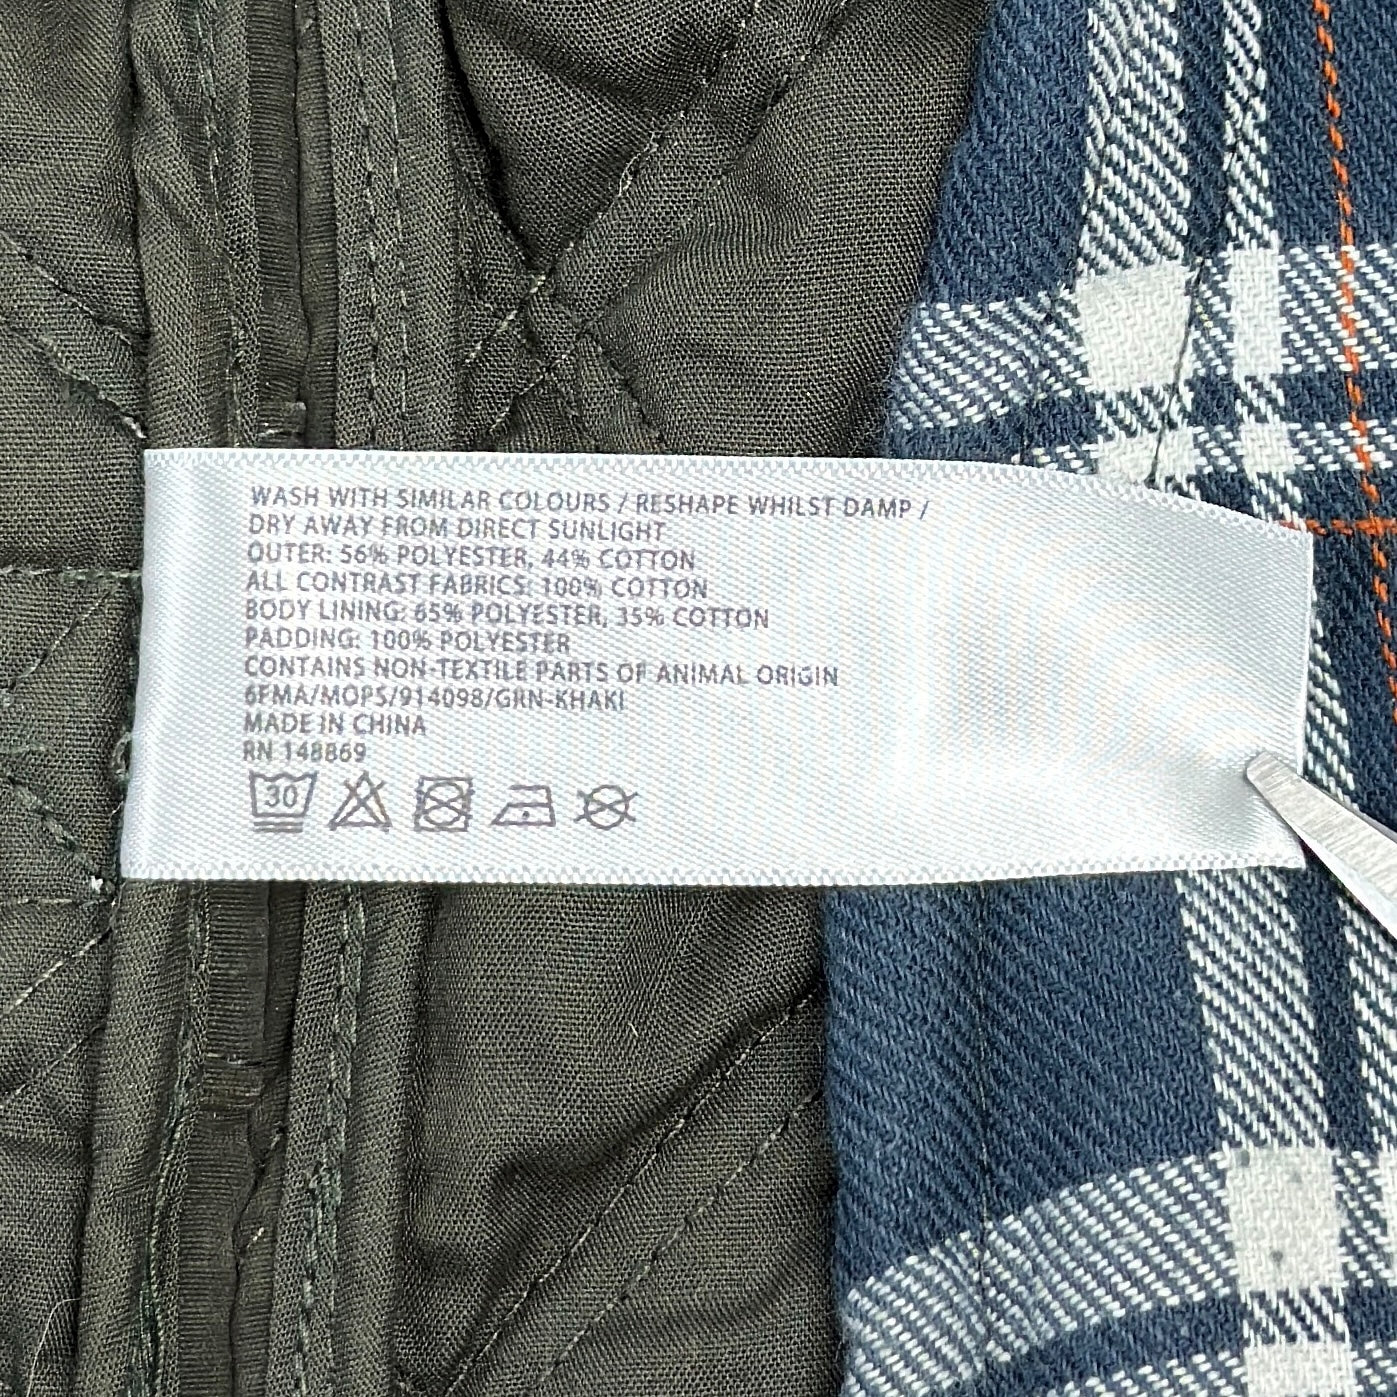 WASH WITH SIMILAR COLOURS / RESHAPE WHILST DAMP /
DRY AWAY FROM DIRECT SUNLIGHT
OUTER: 56% POLYESTER, 44% COTTON
ALL CONTRAST FABRICS: 100% COTTON
BODY LINING: 65% POLYESTER, 35% COTTON
PADDING: 100% POLYESTER
CONTAINS NON-TEXTILE PARTS OF ANIMAL ORIGIN
6FMA/MOPS/914098/GRN-KHAKI
MADE IN CHINA
RN 148869
30